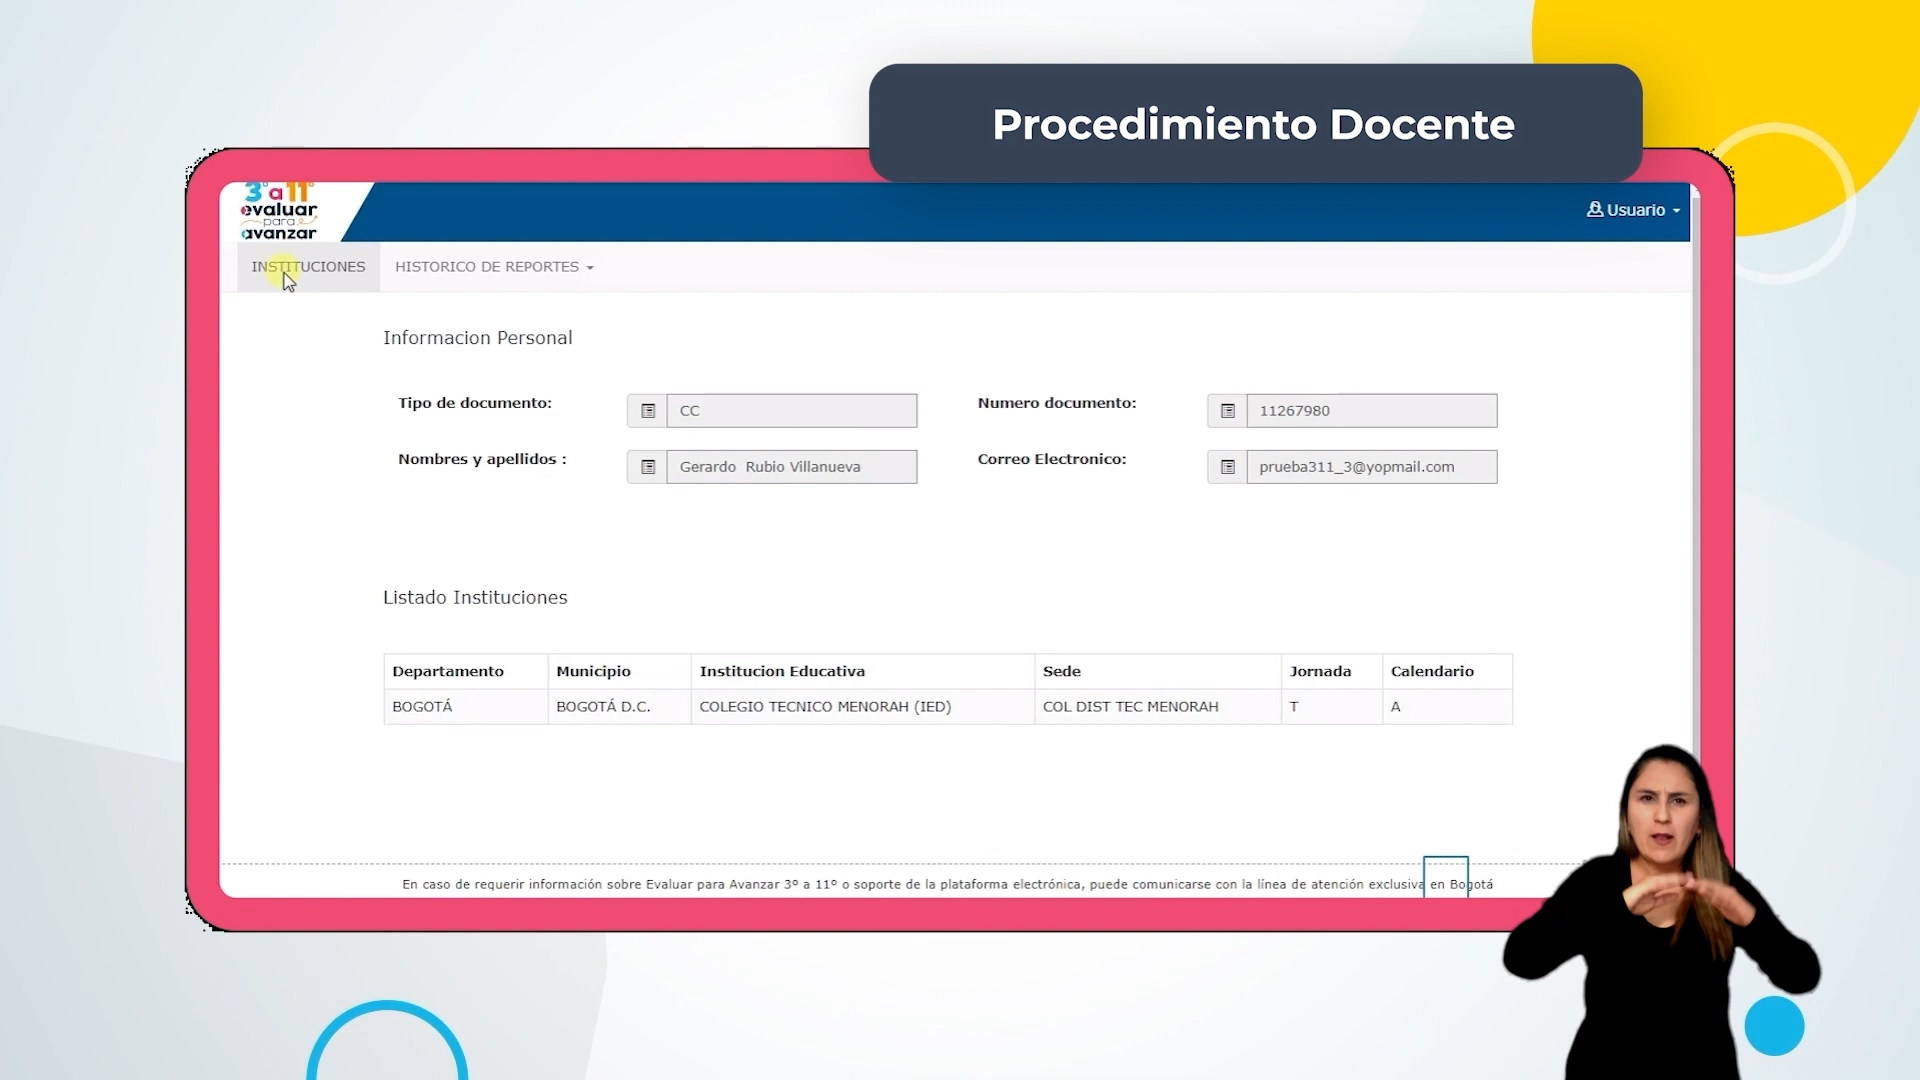 Procedimiento Docente
3° a 11°
evaluar
para
avanzar
Usuario
INSTITUCIONES
HISTORICO DE REPORTES
Informacion Personal
Tipo de documento:
CC
Numero documento:
11267980
Nombres y apellidos :
Gerardo Rubio Villanueva
Correo Electronico:
prueba311_3@yopmail.com
Listado Instituciones
Departamento Municipio Institucion Educativa Sede Jornada Calendario
BOGOTÁ BOGOTÁ D.C. COLEGIO TECNICO MENORAH (IED) COL DIST TEC MENORAH T A
En caso de requerir información sobre Evaluar para Avanzar 3º a 11º o soporte de la plataforma electrónica, puede comunicarse con la línea de atención exclusiva en Bogotá